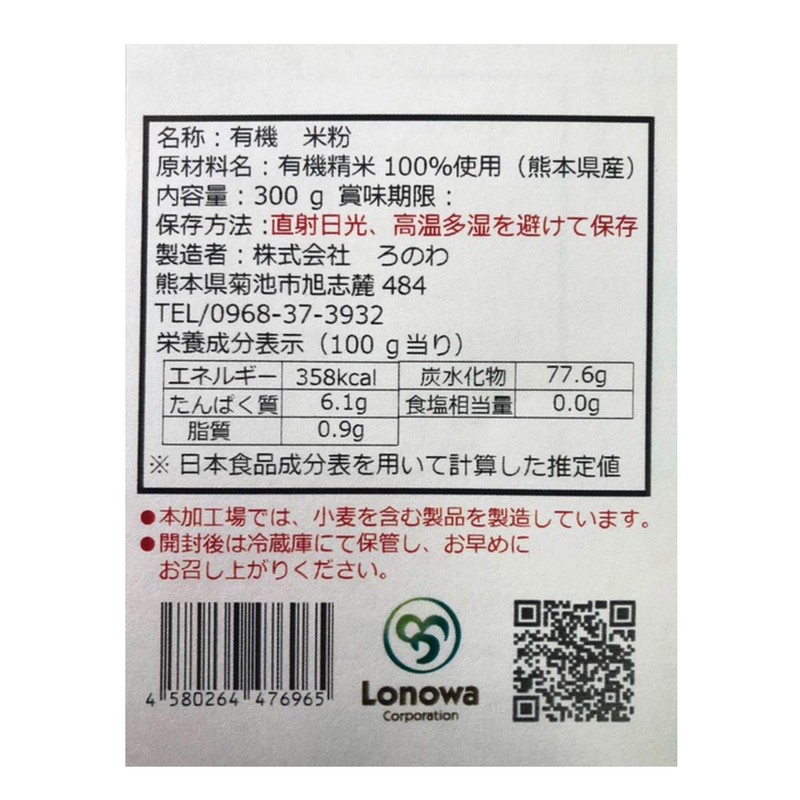 名称：有機　米粉
原材料名：有機精米 100%使用（熊本県産）
内容量：300 g 賞味期限：
保存方法：直射日光、高温多湿を避けて保存
製造者：株式会社　ろのわ
熊本県菊池市旭志麓 484
TEL/0968-37-3932
栄養成分表示（100 g 当り）
エネルギー 358kcal 炭水化物 77.6g
たんぱく質 6.1g 食塩相当量 0.0g
脂質 0.9g
※ 日本食品成分表を用いて計算した推定値
●本加工場では、小麦を含む製品を製造しています。
●開封後は冷蔵庫にて保管し、お早めに
お召し上がりください。
4 580264 476965
Lonowa
Corporation